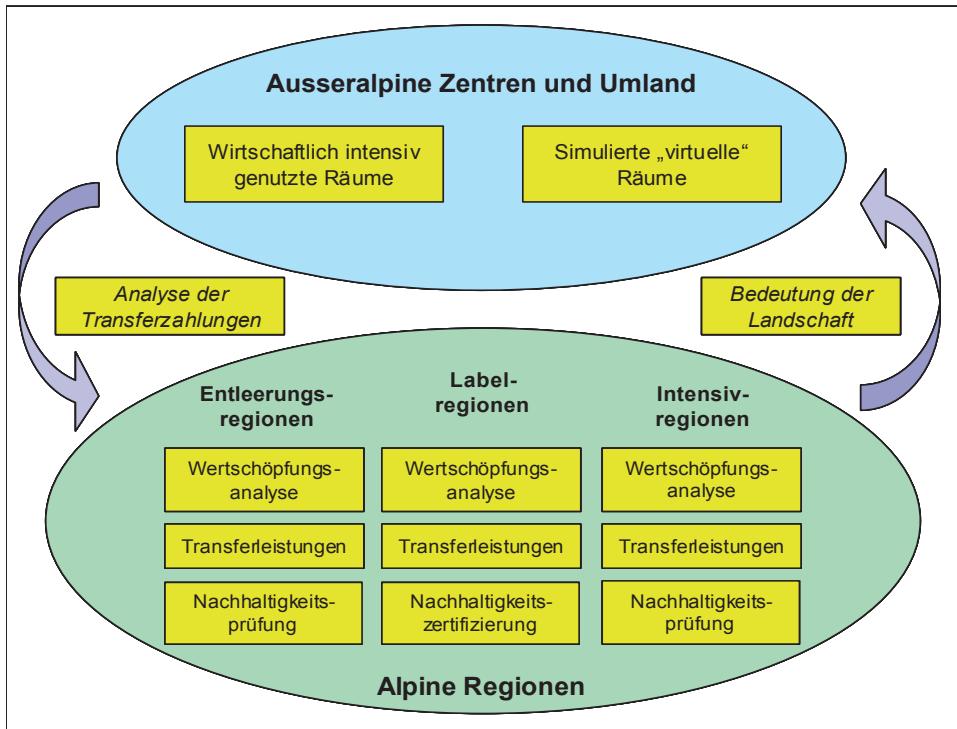 Ausseralpine Zentren und Umland
Wirtschaftlich intensiv
genutzte Räume
Simulierte „virtuelle“
Räume
Analyse der
Transferzahlungen
Bedeutung der
Landschaft
Entleerungs-
regionen
Label-
regionen
Intensiv-
regionen
Wertschöpfungs-
analyse
Wertschöpfungs-
analyse
Wertschöpfungs-
analyse
Transferleistungen
Transferleistungen
Transferleistungen
Nachhaltigkeits-
prüfung
Nachhaltigkeits-
zertifizierung
Nachhaltigkeits-
prüfung
Alpine Regionen